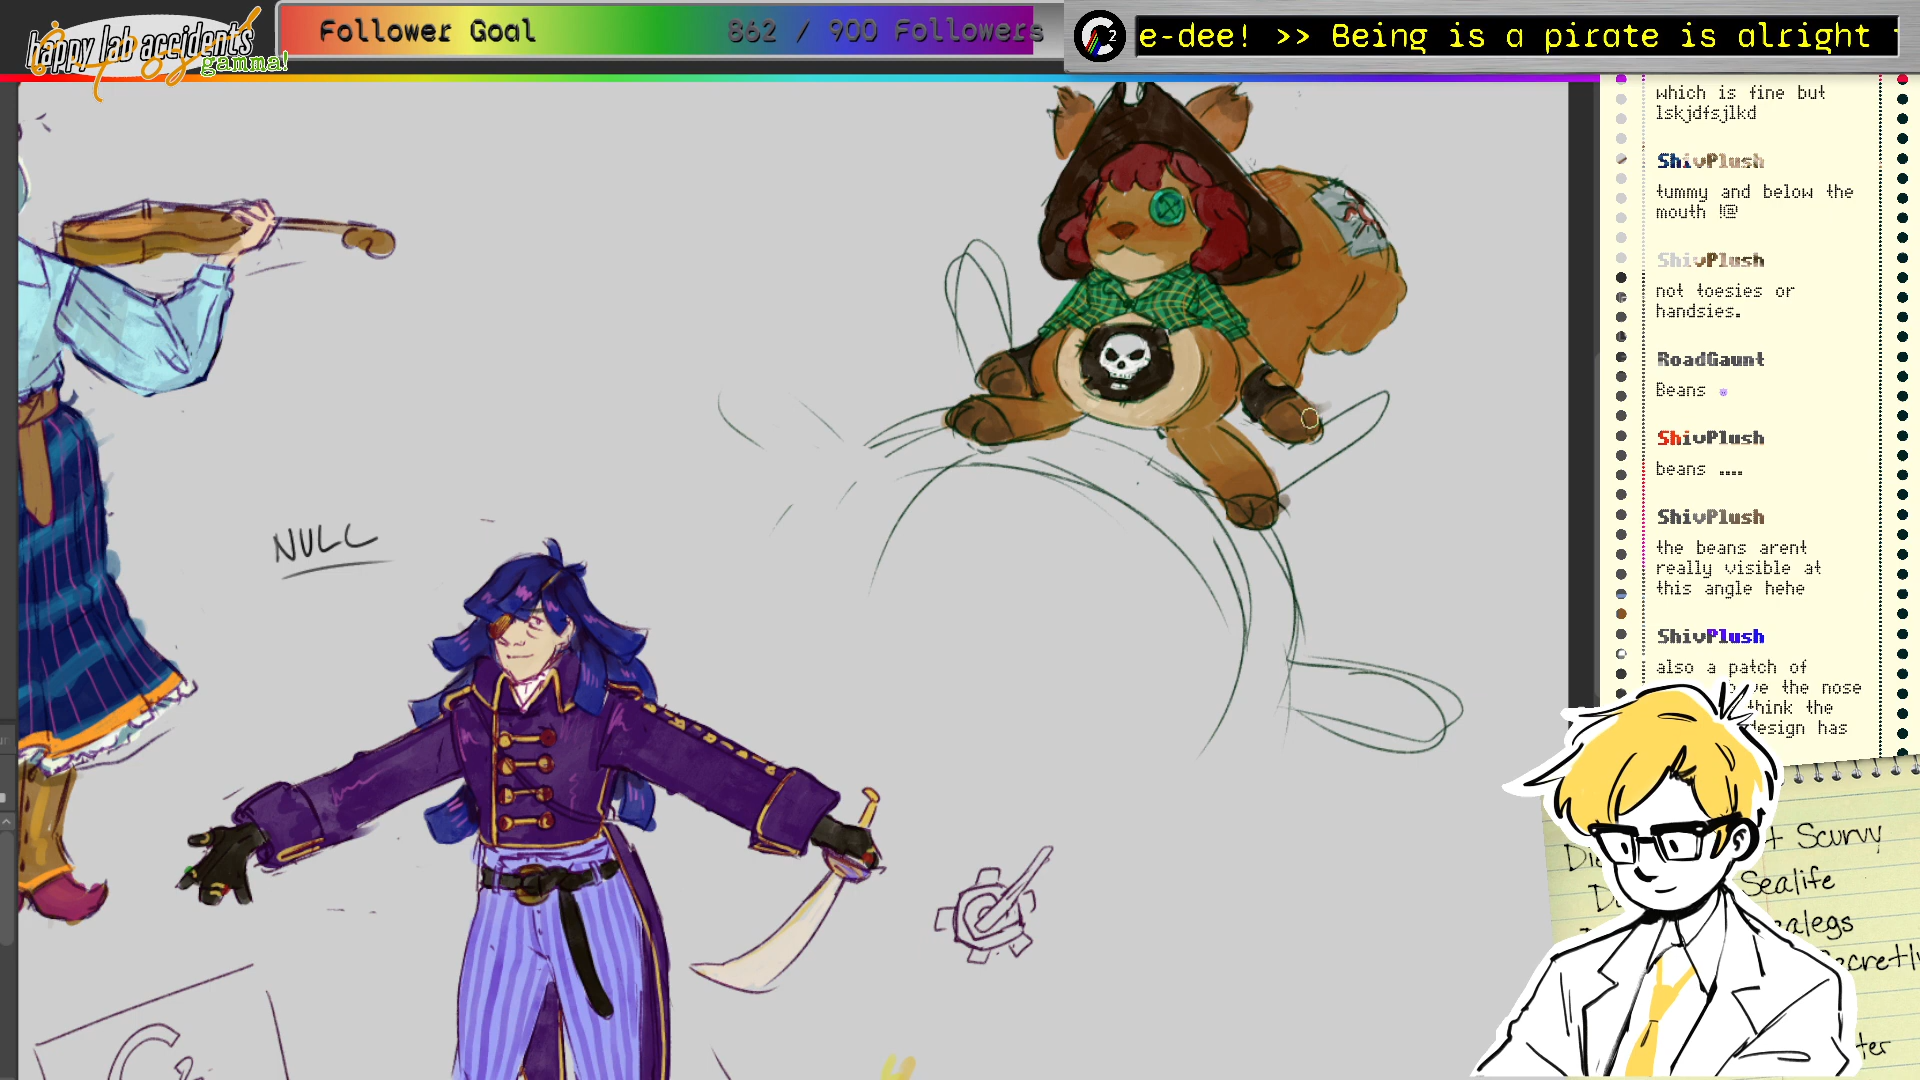 happy lab accidents
gamma!
Follower Goal
862 / 900 Followers
e-dee! >> Being is a pirate is alright
which is fine but
lskjdfsjlkd
ShivPlush
tummy and below the
mouth !@
ShivPlush
not toesies or
handsies.
RoadGaunt
Beans
ShivPlush
beans ....
ShivPlush
the beans arent
really visible at
this angle hehe
ShivPlush
also a patch of
the nose
think the
design has
NULL
Scurvy
Sealife